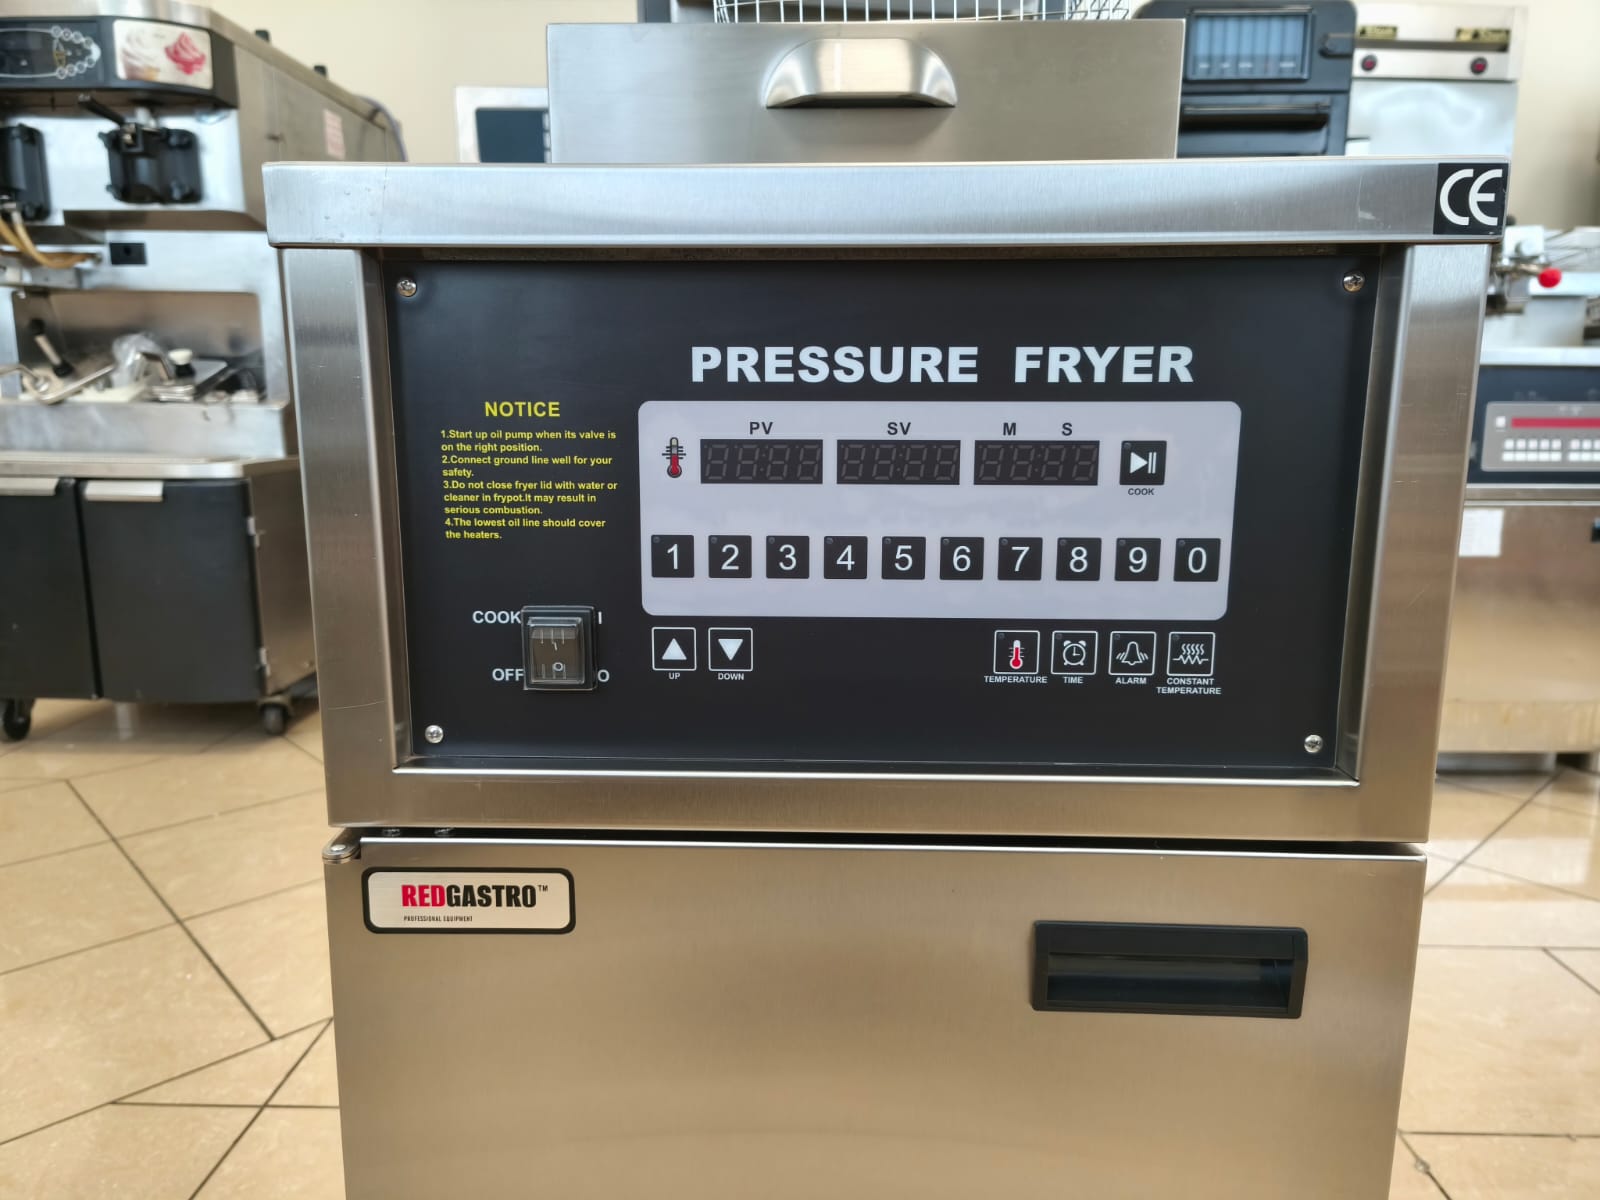 CE
PRESSURE FRYER
NOTICE
1.Start up oil pump when its valve is
on the right position.
2.Connect ground line well for your
safety.
3.Do not close fryer lid with water or
cleaner in frypot.It may result in
serious combustion.
4.The lowest oil line should cover
the heaters.
PV SV M S
COOK
1 2 3 4 5 6 7 8 9 0
COOK I
OFF O
UP DOWN
TEMPERATURE TIME ALARM CONSTANT
TEMPERATURE
REDGASTRO™
PROFESSIONAL EQUIPMENT